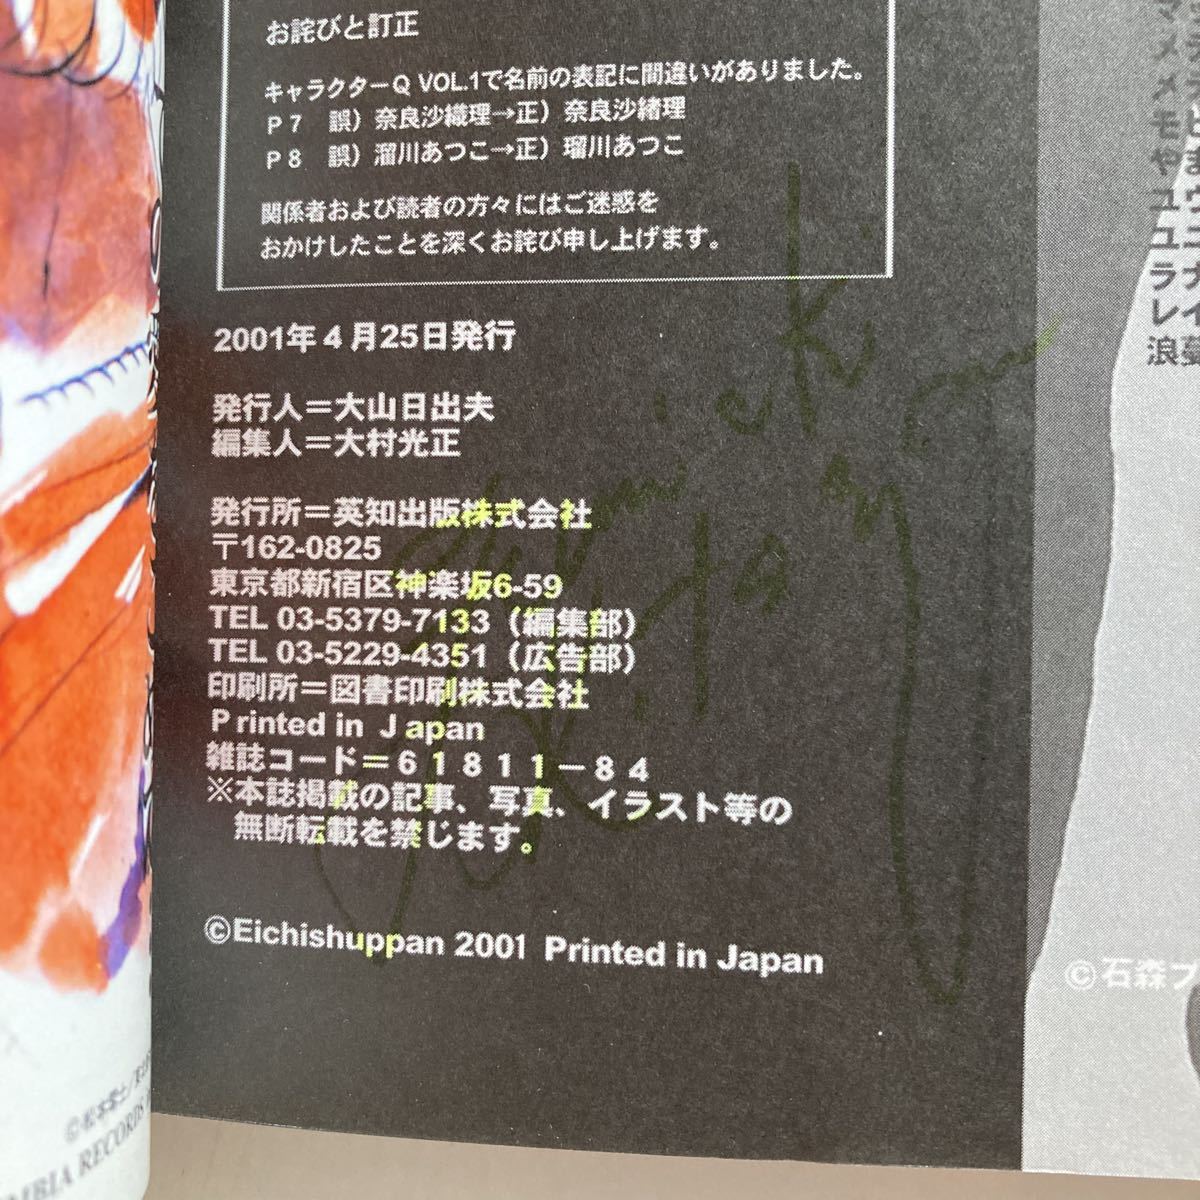 お詫びと訂正
キャラクターQ VOL.1で名前の表記に間違いがありました。
P7 誤）奈良沙織理→正）奈良沙緒理
P8 誤）溜川あつこ→正）瑠川あつこ
関係者および読者の方々にはご迷惑を
おかけしたことを深くお詫び申し上げます。
2001年4月25日発行
発行人＝大山日出夫
編集人＝大村光正
発行所＝英知出版株式会社
〒162-0825
東京都新宿区神楽坂6-59
TEL 03-5379-7133（編集部）
TEL 03-5229-4351（広告部）
印刷所＝図書印刷株式会社
Printed in Japan
雑誌コード＝61811－84
※本誌掲載の記事、写真、イラスト等の
無断転載を禁じます。
©Eichishuppan 2001 Printed in Japan
©石森プ
RECORDS